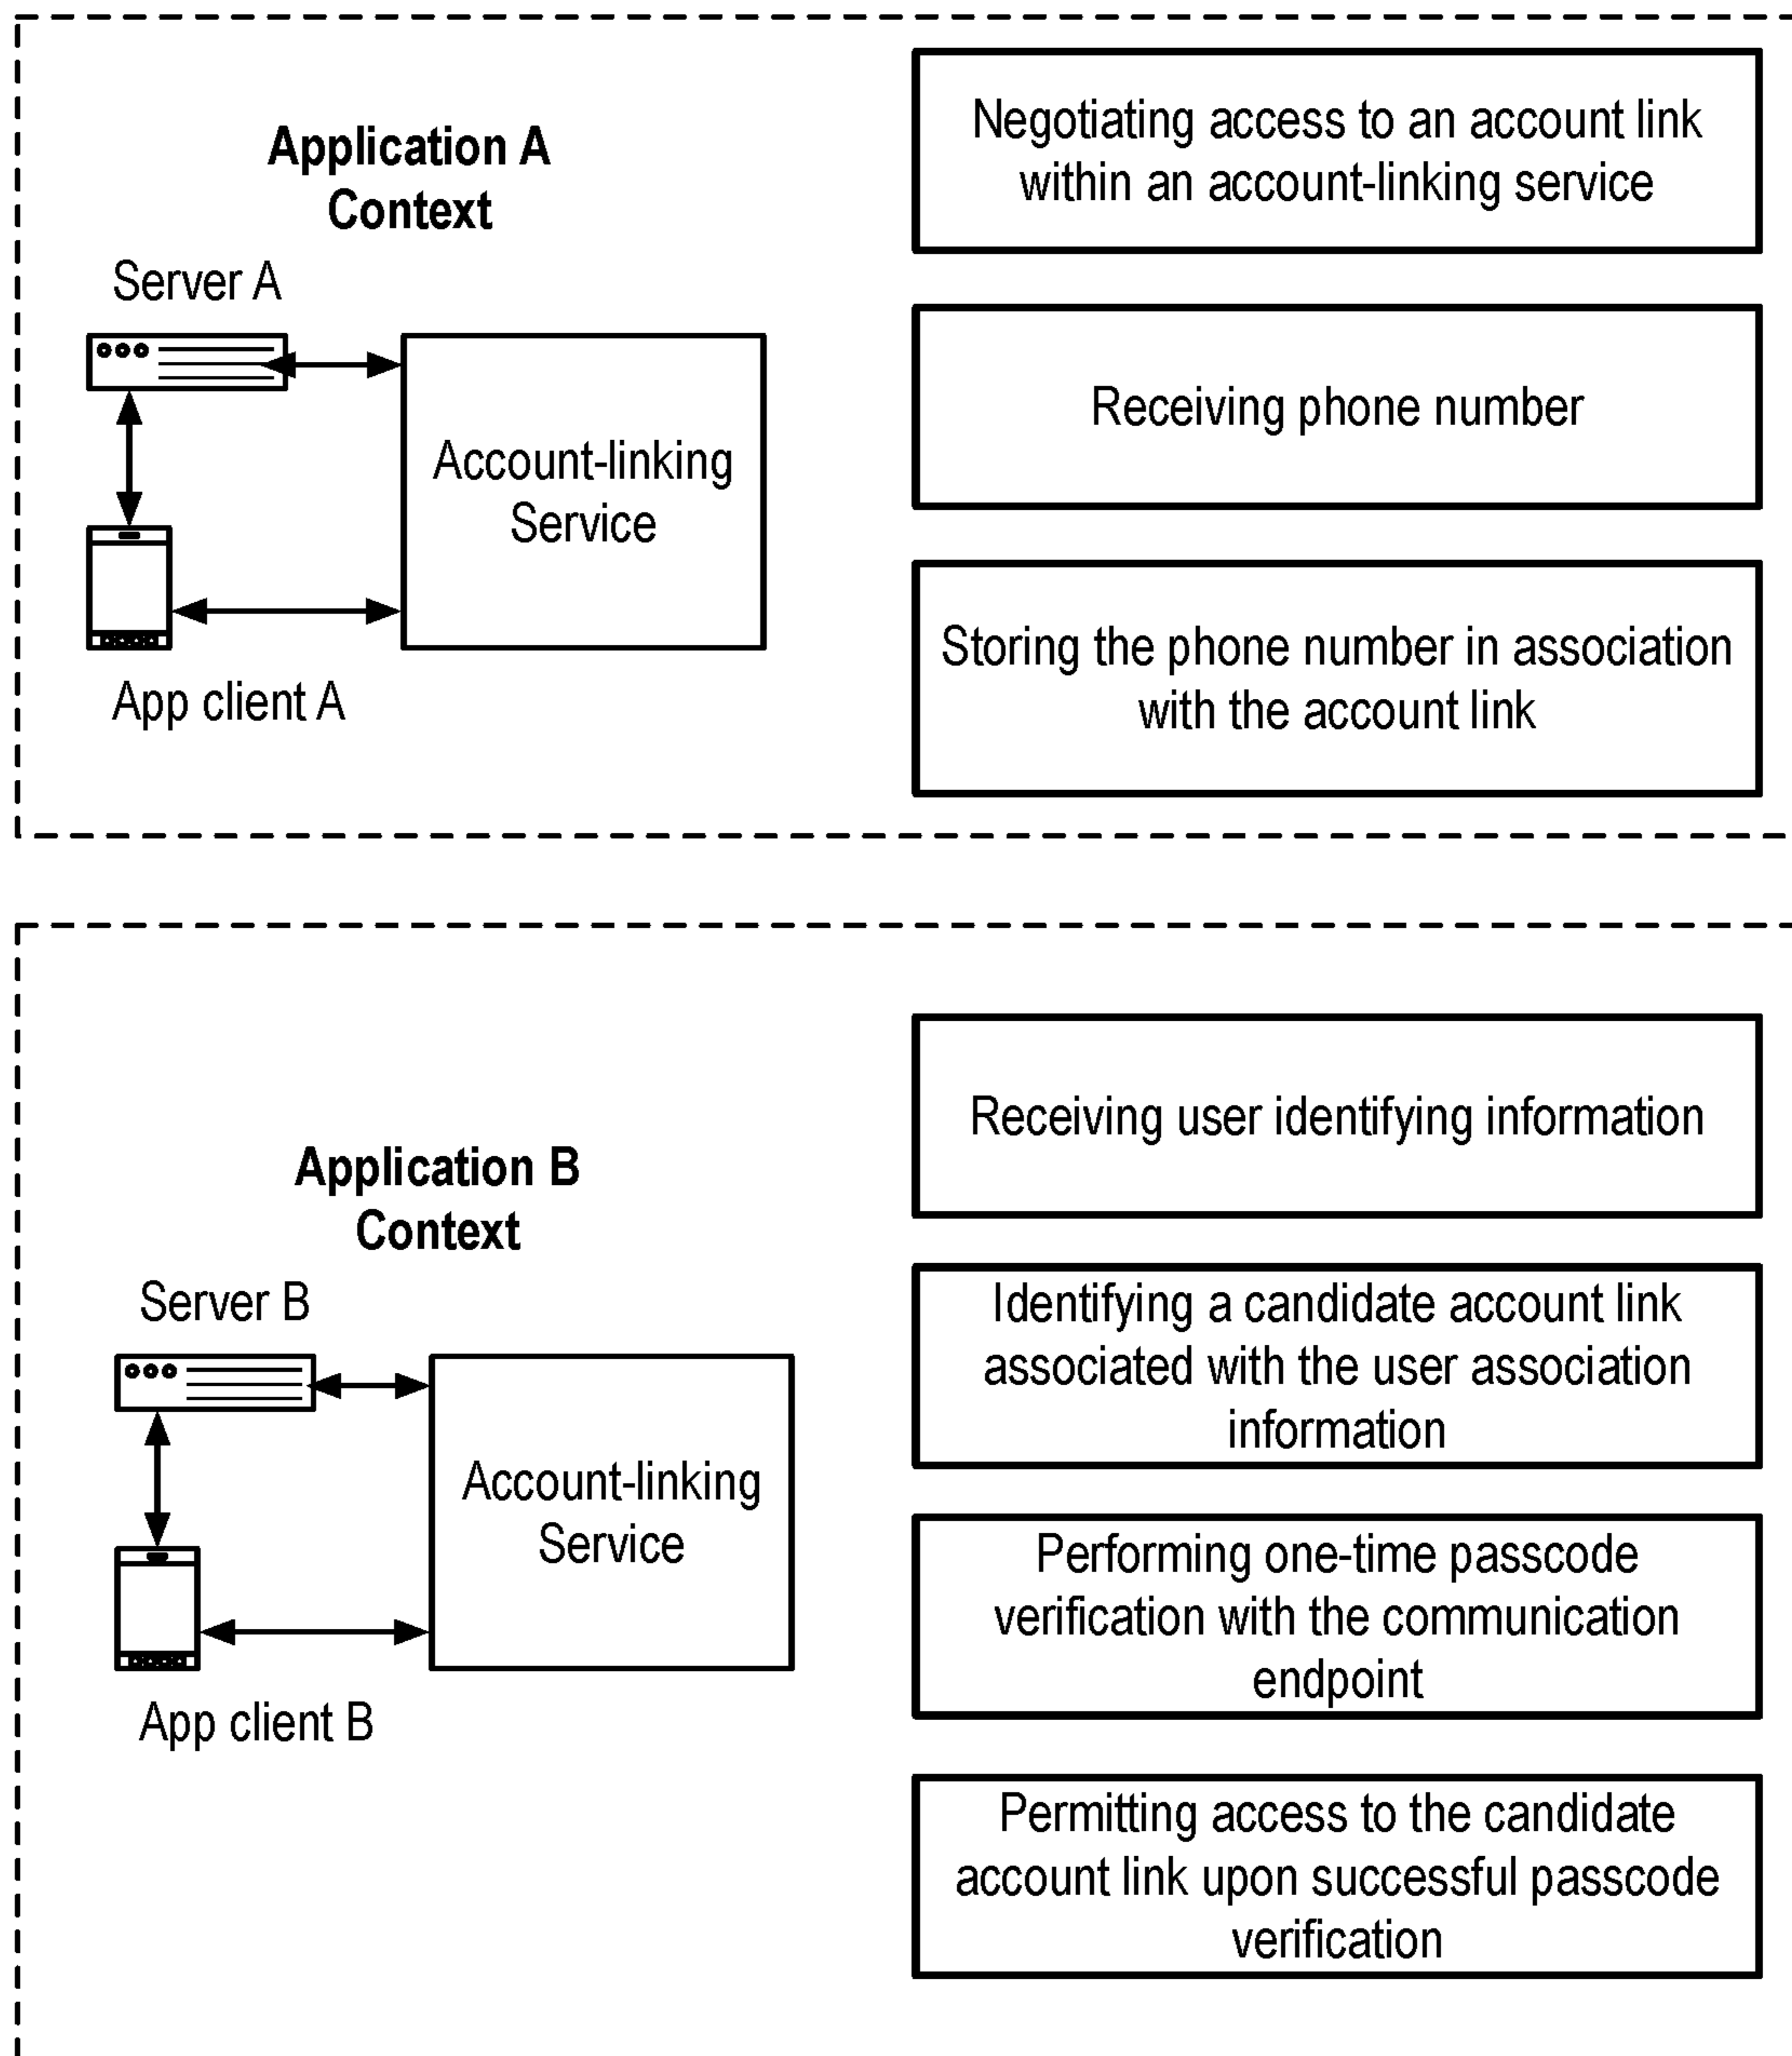 Application A
Context
Server A
Account-linking
Service
App client A
Negotiating access to an account link
within an account-linking service
Receiving phone number
Storing the phone number in association
with the account link
Application B
Context
Server B
Account-linking
Service
App client B
Receiving user identifying information
Identifying a candidate account link
associated with the user association
information
Performing one-time passcode
verification with the communication
endpoint
Permitting access to the candidate
account link upon successful passcode
verification